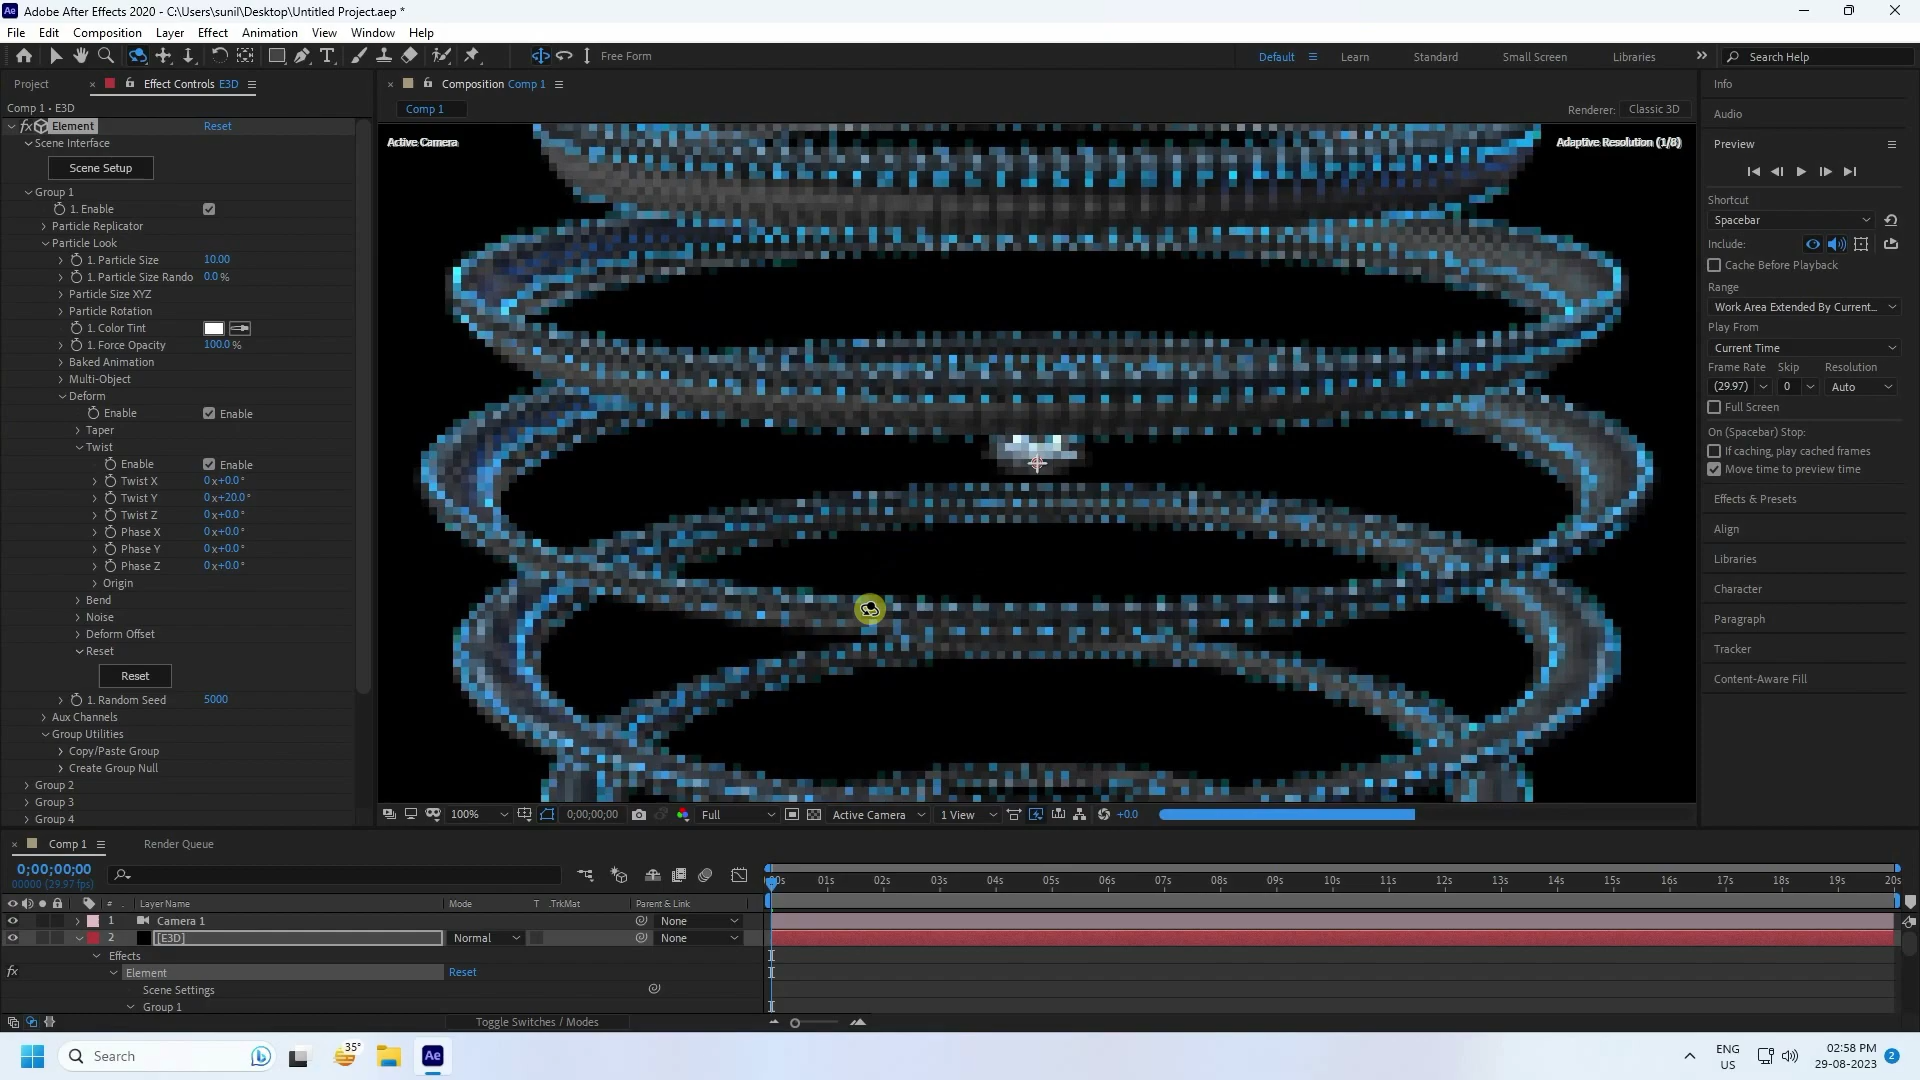 Adobe After Effects 2020 - C:\Users\sunil\Desktop\Untitled Project.aep *
File Edit Composition Layer Effect Animation View Window Help
Free Form
Default Learn Standard Small Screen Libraries Search Help
Project Effect Controls E3D
Composition Comp 1
Comp 1 • E3D
Comp 1
Renderer: Classic 3D
Element Reset
Scene Interface
Scene Setup
Group 1
1. Enable
Particle Replicator
Particle Look
1. Particle Size 10.00
1. Particle Size Rando 0.0 %
Particle Size XYZ
Particle Rotation
1. Color Tint
1. Force Opacity 100.0 %
Baked Animation
Multi-Object
Deform
Enable Enable
Taper
Twist
Enable Enable
Twist X 0x+0.0°
Twist Y 0x+20.0°
Twist Z 0x+0.0°
Phase X 0x+0.0°
Phase Y 0x+0.0°
Phase Z 0x+0.0°
Origin
Bend
Noise
Deform Offset
Reset
Reset
1. Random Seed 5000
Aux Channels
Group Utilities
Copy/Paste Group
Create Group Null
Group 2
Group 3
Group 4
Active Camera
Adaptive Resolution (1/8)
100% 0;00;00;00 Full Active Camera 1 View +0.0
Info
Audio
Preview
Shortcut
Spacebar
Include:
Cache Before Playback
Range
Work Area Extended By Current...
Play From
Current Time
Frame Rate Skip Resolution
(29.97) 0 Auto
Full Screen
On (Spacebar) Stop:
If caching, play cached frames
Move time to preview time
Effects & Presets
Align
Libraries
Character
Paragraph
Tracker
Content-Aware Fill
Comp 1 Render Queue
0;00;00;00
00000 (29.97 fps)
:00s 01s 02s 03s 04s 05s 06s 07s 08s 09s 10s 11s 12s 13s 14s 15s 16s 17s 18s 19s 20s
# Layer Name Mode T .TrkMat Parent & Link
1 Camera 1 None
2 [E3D] Normal None
Effects
fx Element Reset
Scene Settings
Group 1
Toggle Switches / Modes
Search
35°
Ae
ENG
US
02:58 PM
29-08-2023
2